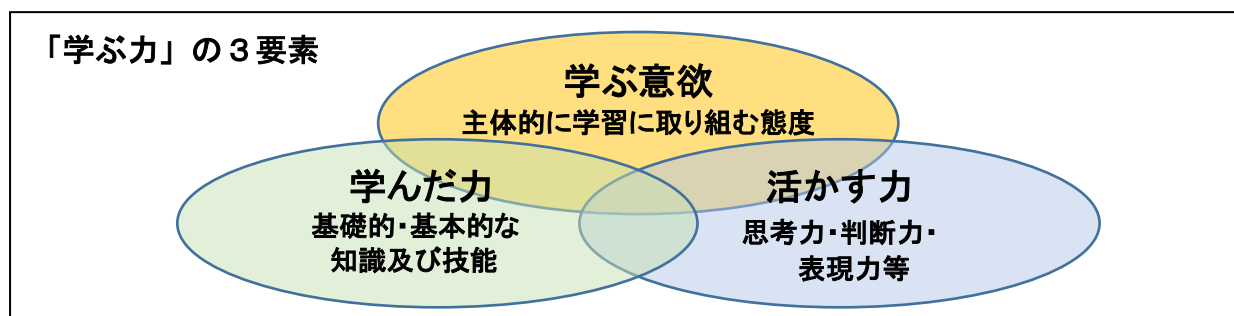 「学ぶ力」の３要素
学ぶ意欲
主体的に学習に取り組む態度
学んだ力
基礎的・基本的な
知識及び技能
活かす力
思考力・判断力・
表現力等